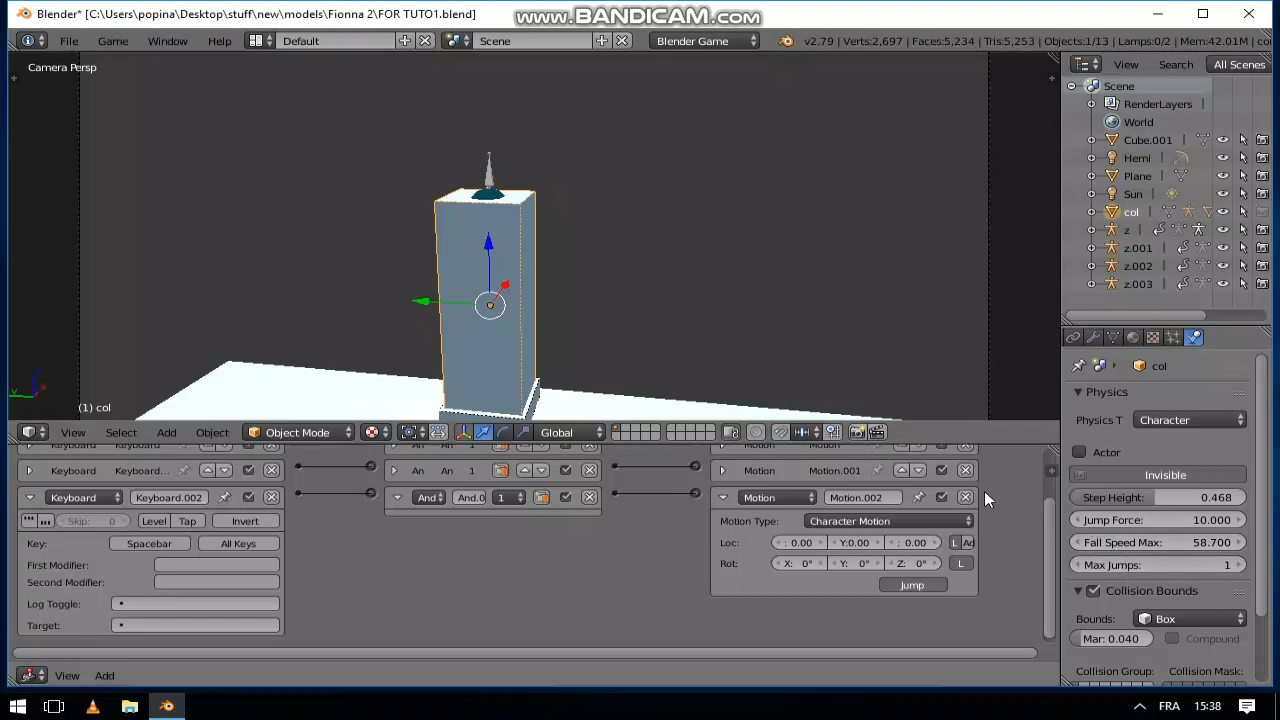 Blender* [C:\Users\popina\Desktop\stuff\new\models\Fionna 2\FOR TUTO1.blend]
www.BANDICAM.com
File Game Window Help Default Scene Blender Game v2.79 | Verts:2,697 | Faces:5,234 | Tris:5,253 | Objects:1/13 | Lamps:0/2 | Mem:42.01M | co
Camera Persp
View Search All Scenes
Scene
RenderLayers
World
Cube.001
Hemi
Plane
Sun
col
z
z.001
z.002
z.003
(1) col
View Select Add Object Object Mode Global
col
Physics
Physics T Character
Actor
Invisible
Step Height: 0.468
Jump Force: 10.000
Fall Speed Max: 58.700
Max Jumps: 1
Collision Bounds
Bounds: Box
Mar: 0.040 Compound
Collision Group: Collision Mask:
Keyboard Keyboard... An An 1 Motion Motion.001
Keyboard Keyboard.002 And And.0 1 Motion Motion.002
Skip: 0 Level Tap Invert
Key: Spacebar All Keys
First Modifier:
Second Modifier:
Log Toggle:
Target:
Motion Type: Character Motion
Loc: : 0.00 Y:0.00 : 0.00 L Ad
Rot: X: 0° Y: 0° Z: 0° L
Jump
View Add
FRA 15:38